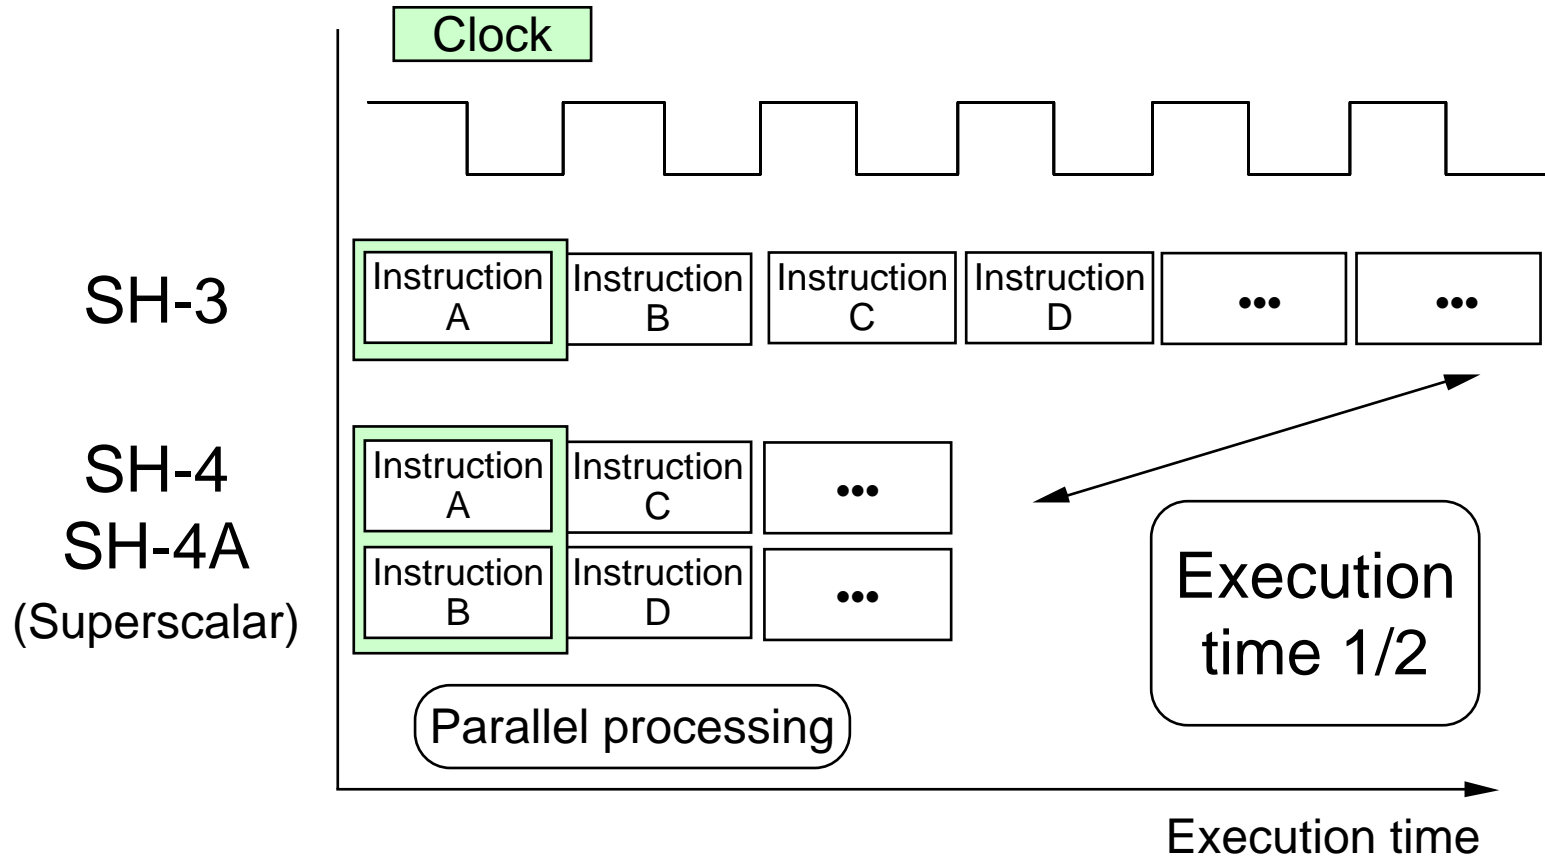 Clock
SH-3
Instruction
A
Instruction
B
Instruction
C
Instruction
D
•••
•••
SH-4
SH-4A
(Superscalar)
Instruction
A
Instruction
C
•••
Instruction
B
Instruction
D
•••
Execution
time 1/2
Parallel processing
Execution time